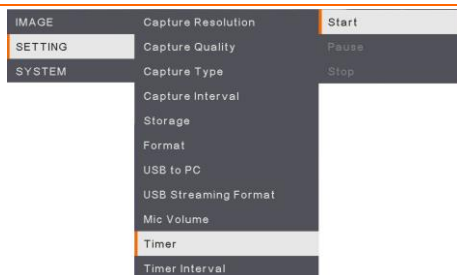 IMAGE
SETTING
SYSTEM
Capture Resolution
Capture Quality
Capture Type
Capture Interval
Storage
Format
USB to PC
USB Streaming Format
Mic Volume
Timer
Timer Interval
Start
Pause
Stop